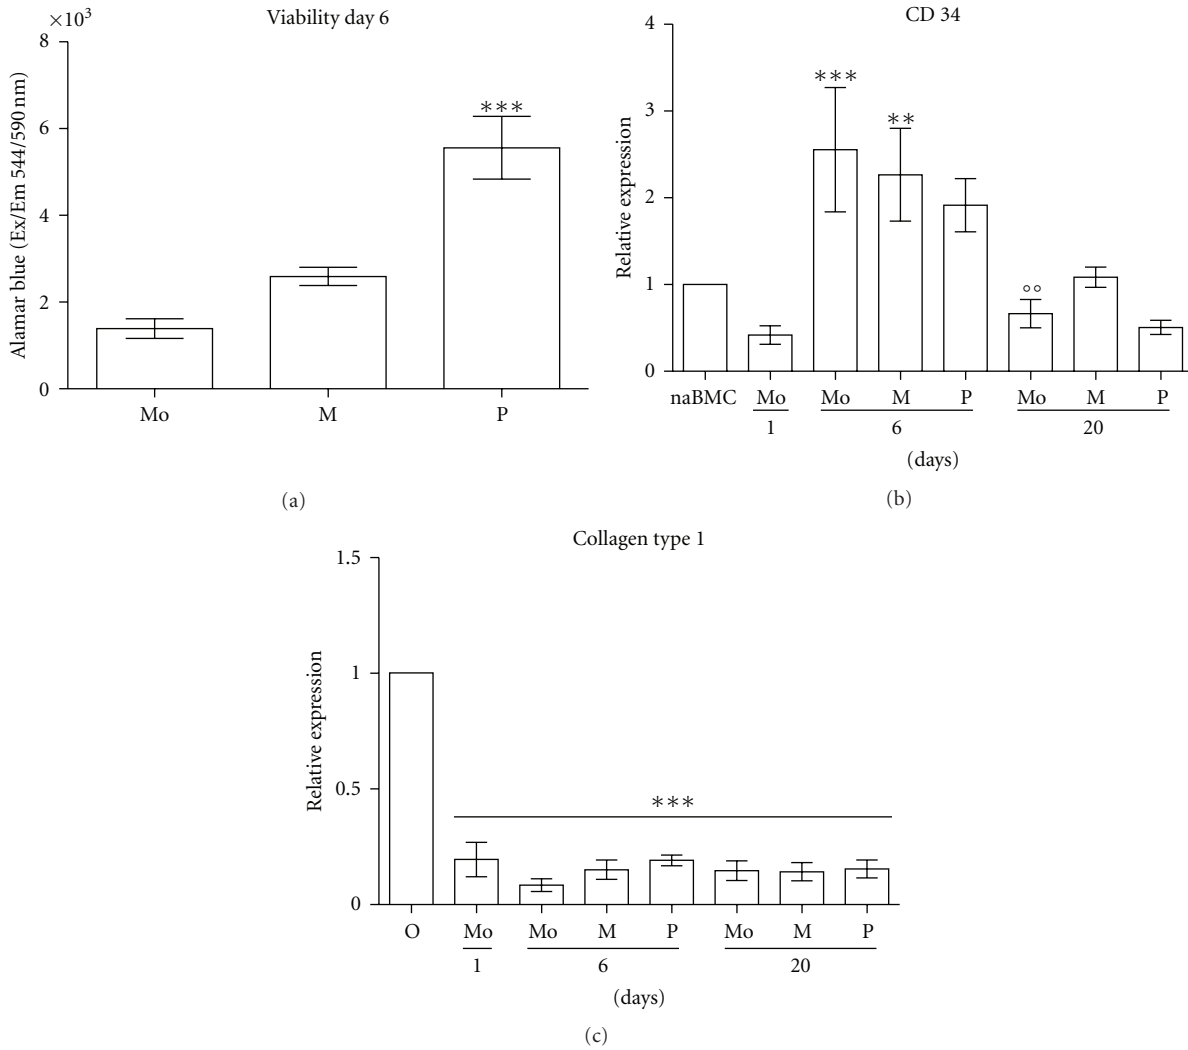 Viability day 6
×10³
Alamar blue (Ex/Em 544/590 nm)
8
6
4
2
0
***
Mo M P
(a)
CD 34
Relative expression
4
3
2
1
0
*** ** °°
naBMC Mo Mo M P Mo M P
1 6 20
(days)
(b)
Collagen type 1
Relative expression
1.5
1
0.5
0
***
O Mo Mo M P Mo M P
1 6 20
(days)
(c)